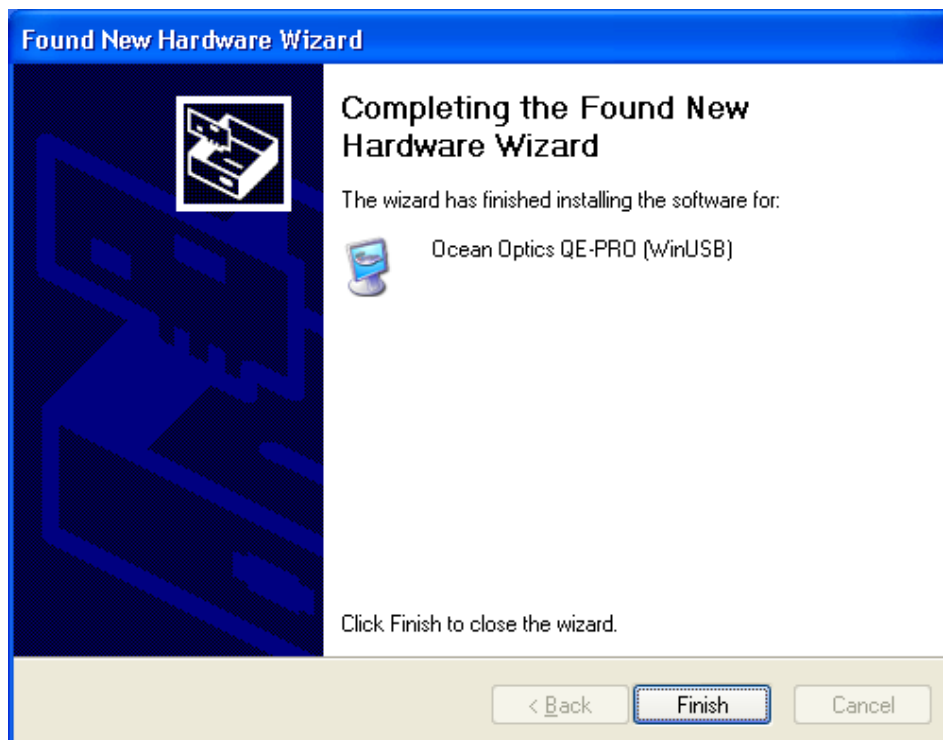 Found New Hardware Wizard
Completing the Found New
Hardware Wizard
The wizard has finished installing the software for:
Ocean Optics QE-PRO (WinUSB)
Click Finish to close the wizard.
< Back
Finish
Cancel